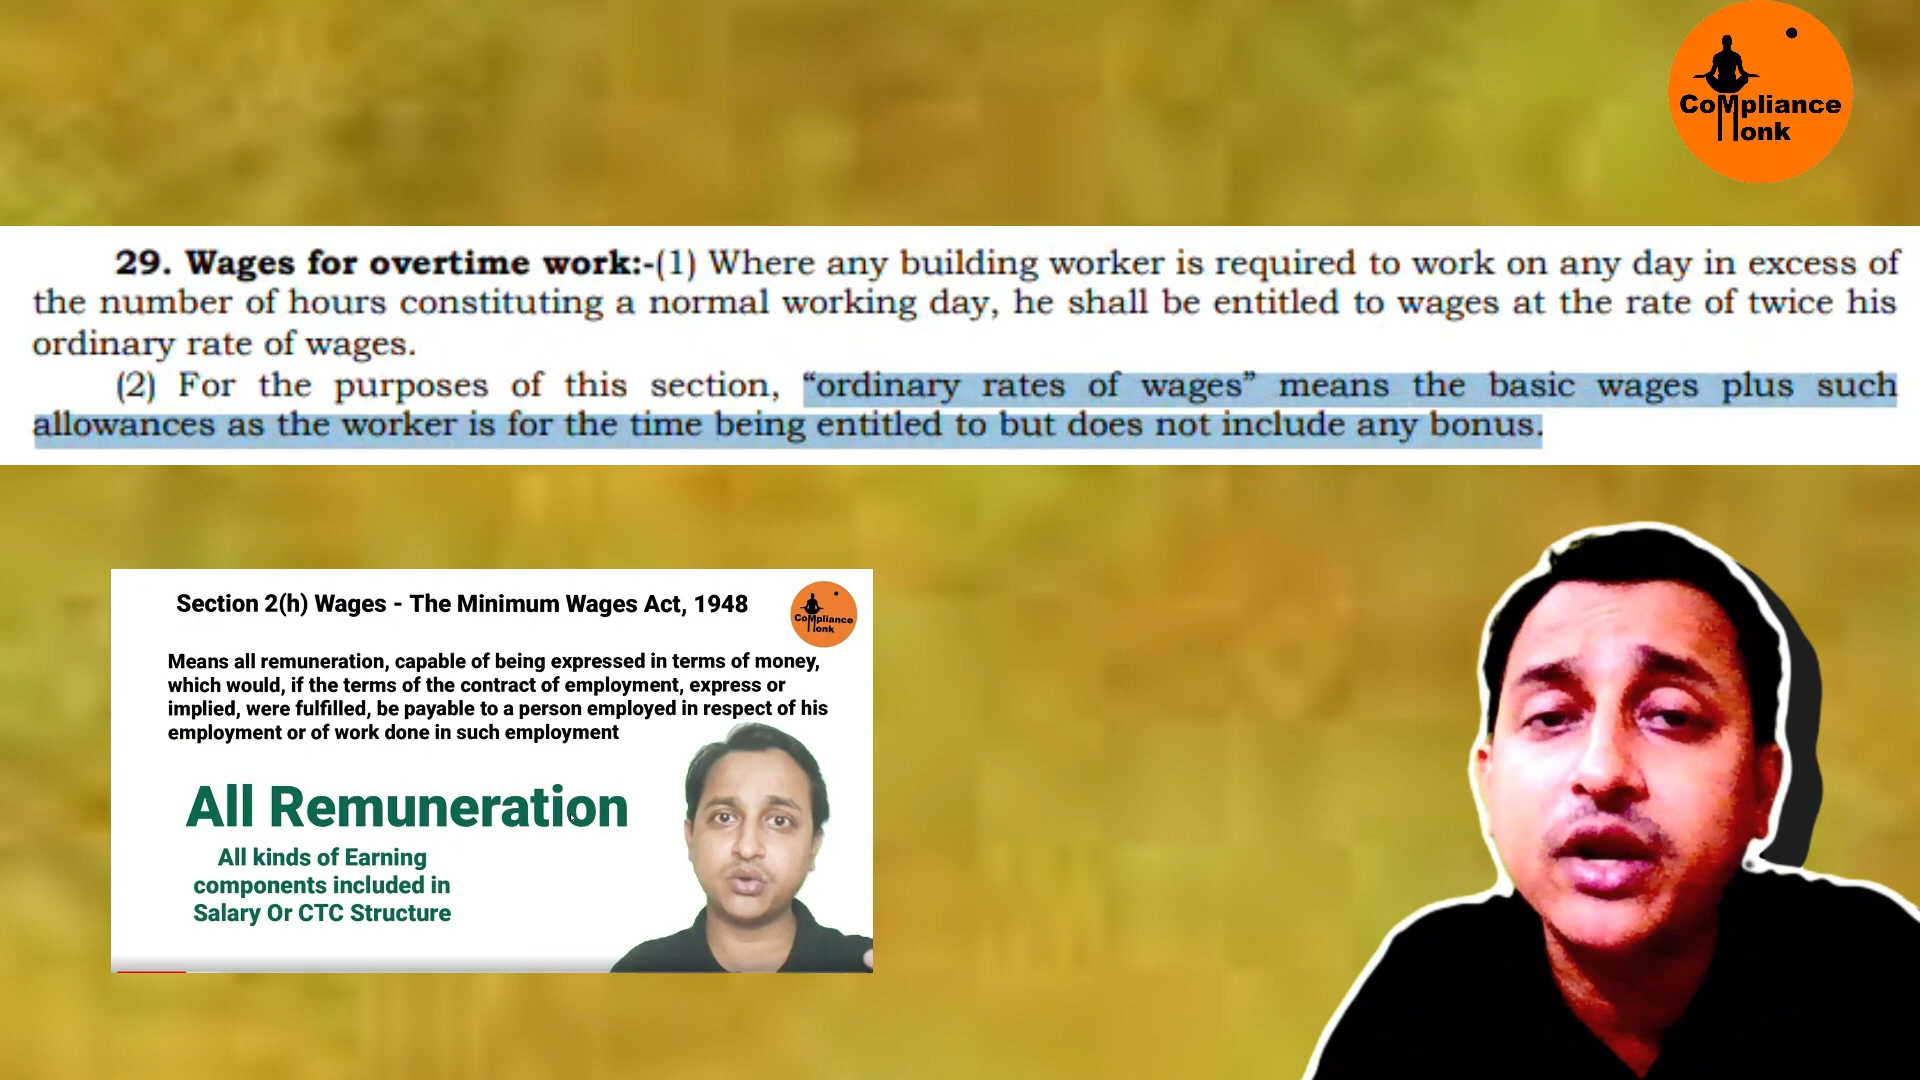 CoMpliance
onk
29. Wages for overtime work:-(1) Where any building worker is required to work on any day in excess of
the number of hours constituting a normal working day, he shall be entitled to wages at the rate of twice his
ordinary rate of wages.
(2) For the purposes of this section, “ordinary rates of wages” means the basic wages plus such
allowances as the worker is for the time being entitled to but does not include any bonus.
Section 2(h) Wages - The Minimum Wages Act, 1948
CoMpliance
onk
Means all remuneration, capable of being expressed in terms of money,
which would, if the terms of the contract of employment, express or
implied, were fulfilled, be payable to a person employed in respect of his
employment or of work done in such employment
All Remuneration
All kinds of Earning
components included in
Salary Or CTC Structure